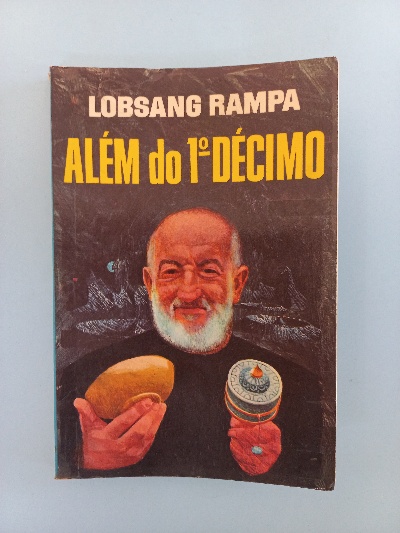 LOBSANG RAMPA
ALÉM do 1º DÉCIMO